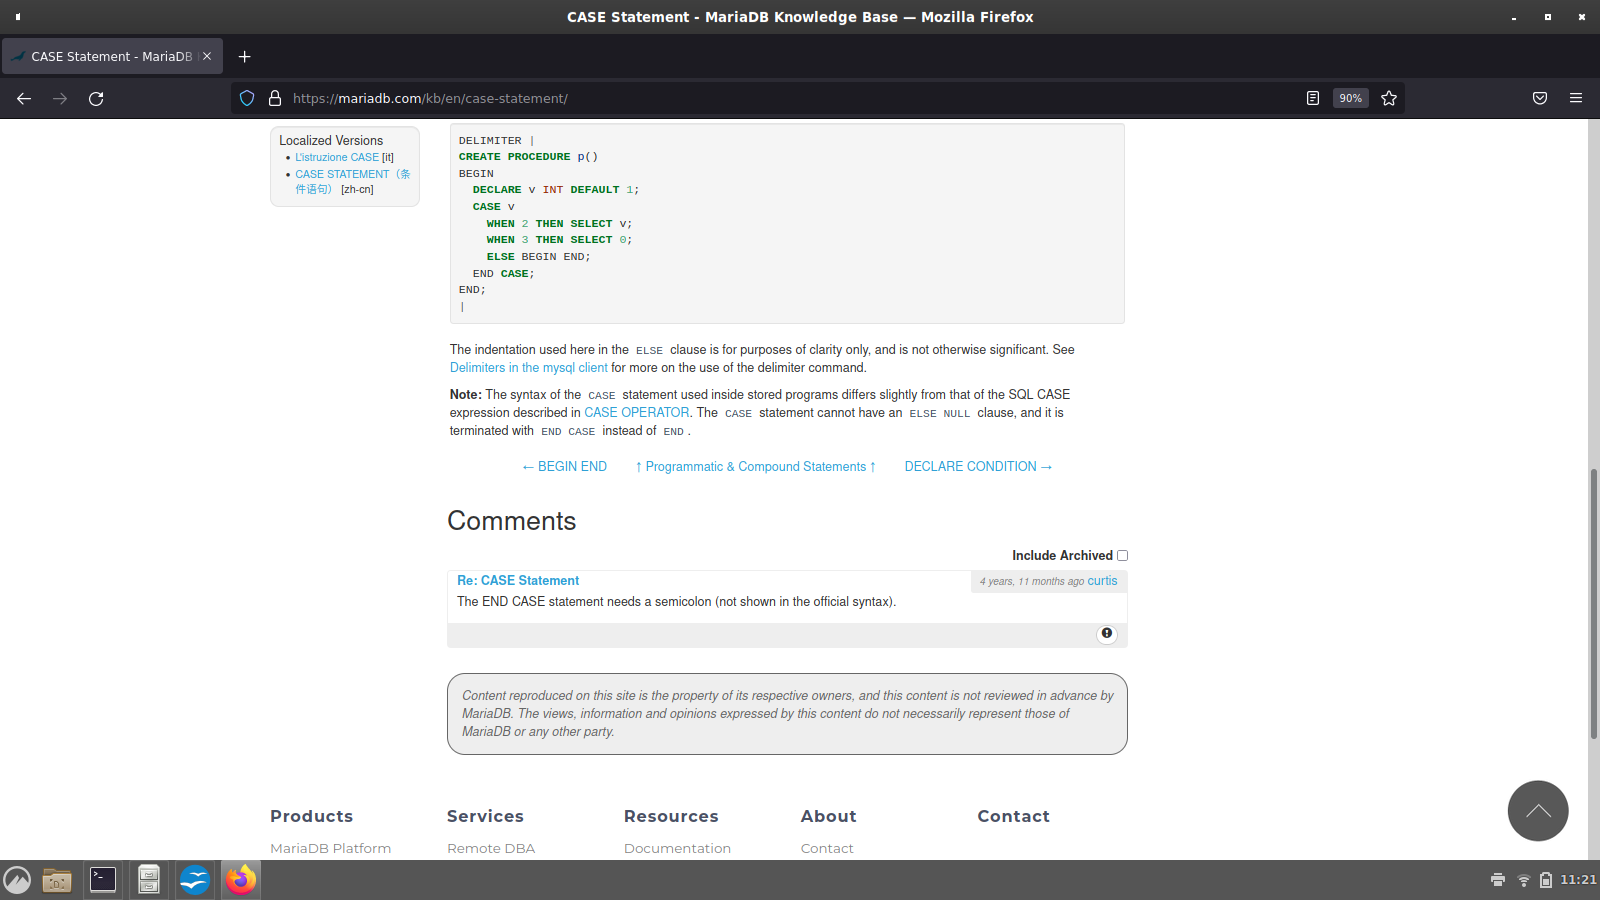 CASE Statement - MariaDB Knowledge Base — Mozilla Firefox
CASE Statement - MariaDB
https://mariadb.com/kb/en/case-statement/
90%
Localized Versions
L'istruzione CASE [it]
CASE STATEMENT（条
件语句） [zh-cn]
DELIMITER |
CREATE PROCEDURE p()
BEGIN
DECLARE v INT DEFAULT 1;
CASE v
WHEN 2 THEN SELECT v;
WHEN 3 THEN SELECT 0;
ELSE BEGIN END;
END CASE;
END;
|
The indentation used here in the ELSE clause is for purposes of clarity only, and is not otherwise significant. See
Delimiters in the mysql client for more on the use of the delimiter command.
Note: The syntax of the CASE statement used inside stored programs differs slightly from that of the SQL CASE
expression described in CASE OPERATOR. The CASE statement cannot have an ELSE NULL clause, and it is
terminated with END CASE instead of END .
← BEGIN END ↑ Programmatic & Compound Statements ↑ DECLARE CONDITION →
Comments
Include Archived
Re: CASE Statement
4 years, 11 months ago curtis
The END CASE statement needs a semicolon (not shown in the official syntax).
Content reproduced on this site is the property of its respective owners, and this content is not reviewed in advance by
MariaDB. The views, information and opinions expressed by this content do not necessarily represent those of
MariaDB or any other party.
Products Services Resources About Contact
MariaDB Platform Remote DBA Documentation Contact
11:21